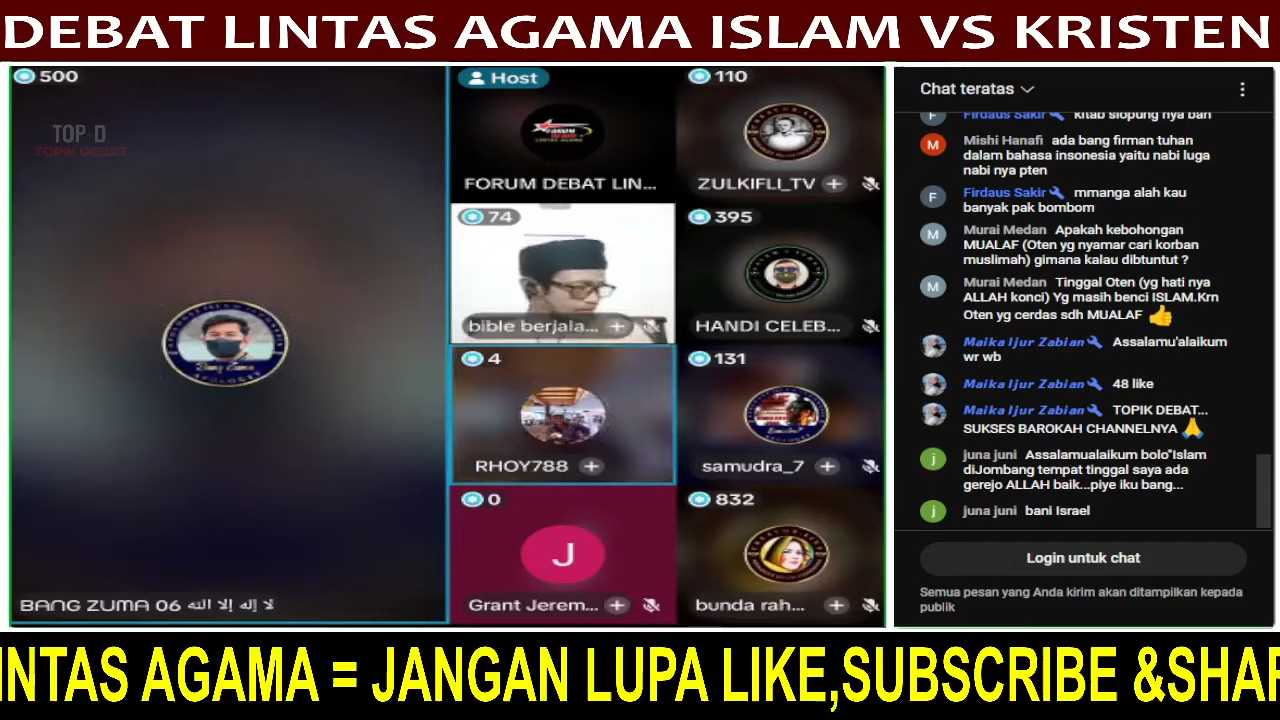 DEBAT LINTAS AGAMA ISLAM VS KRISTEN
500
TOP-D
TOPIK DEBAT
Bang Zuma
BANG ZUMA 06 لا إله إلا الله
Host
FORUM DEBAT LIN...
110
ZULKIFLI_TV +
74
bible berjala... +
395
HANDI CELEB...
4
RHOY788 +
131
samudra_7 +
0
J
Grant Jerem... +
832
bunda rah... +
Chat teratas
F Firdaus Sakir kitab siopung nya ban
M Mishi Hanafi ada bang firman tuhan
dalam bahasa insonesia yaitu nabi luga
nabi nya pten
F Firdaus Sakir mmanga alah kau
banyak pak bombom
M Murai Medan Apakah kebohongan
MUALAF (Oten yg nyamar cari korban
muslimah) gimana kalau dibtuntut ?
M Murai Medan Tinggal Oten (yg hati nya
ALLAH konci) Yg masih benci ISLAM.Krn
Oten yg cerdas sdh MUALAF 👍
Maika Ijur Zabian Assalamu'alaikum
wr wb
Maika Ijur Zabian 48 like
Maika Ijur Zabian TOPIK DEBAT...
SUKSES BAROKAH CHANNELNYA 🙏
j juna juni Assalamualaikum bolo"Islam
diJombang tempat tinggal saya ada
gerejo ALLAH baik...piye iku bang...
j juna juni bani Israel
Login untuk chat
Semua pesan yang Anda kirim akan ditampilkan kepada
publik
INTAS AGAMA = JANGAN LUPA LIKE,SUBSCRIBE &SHAR